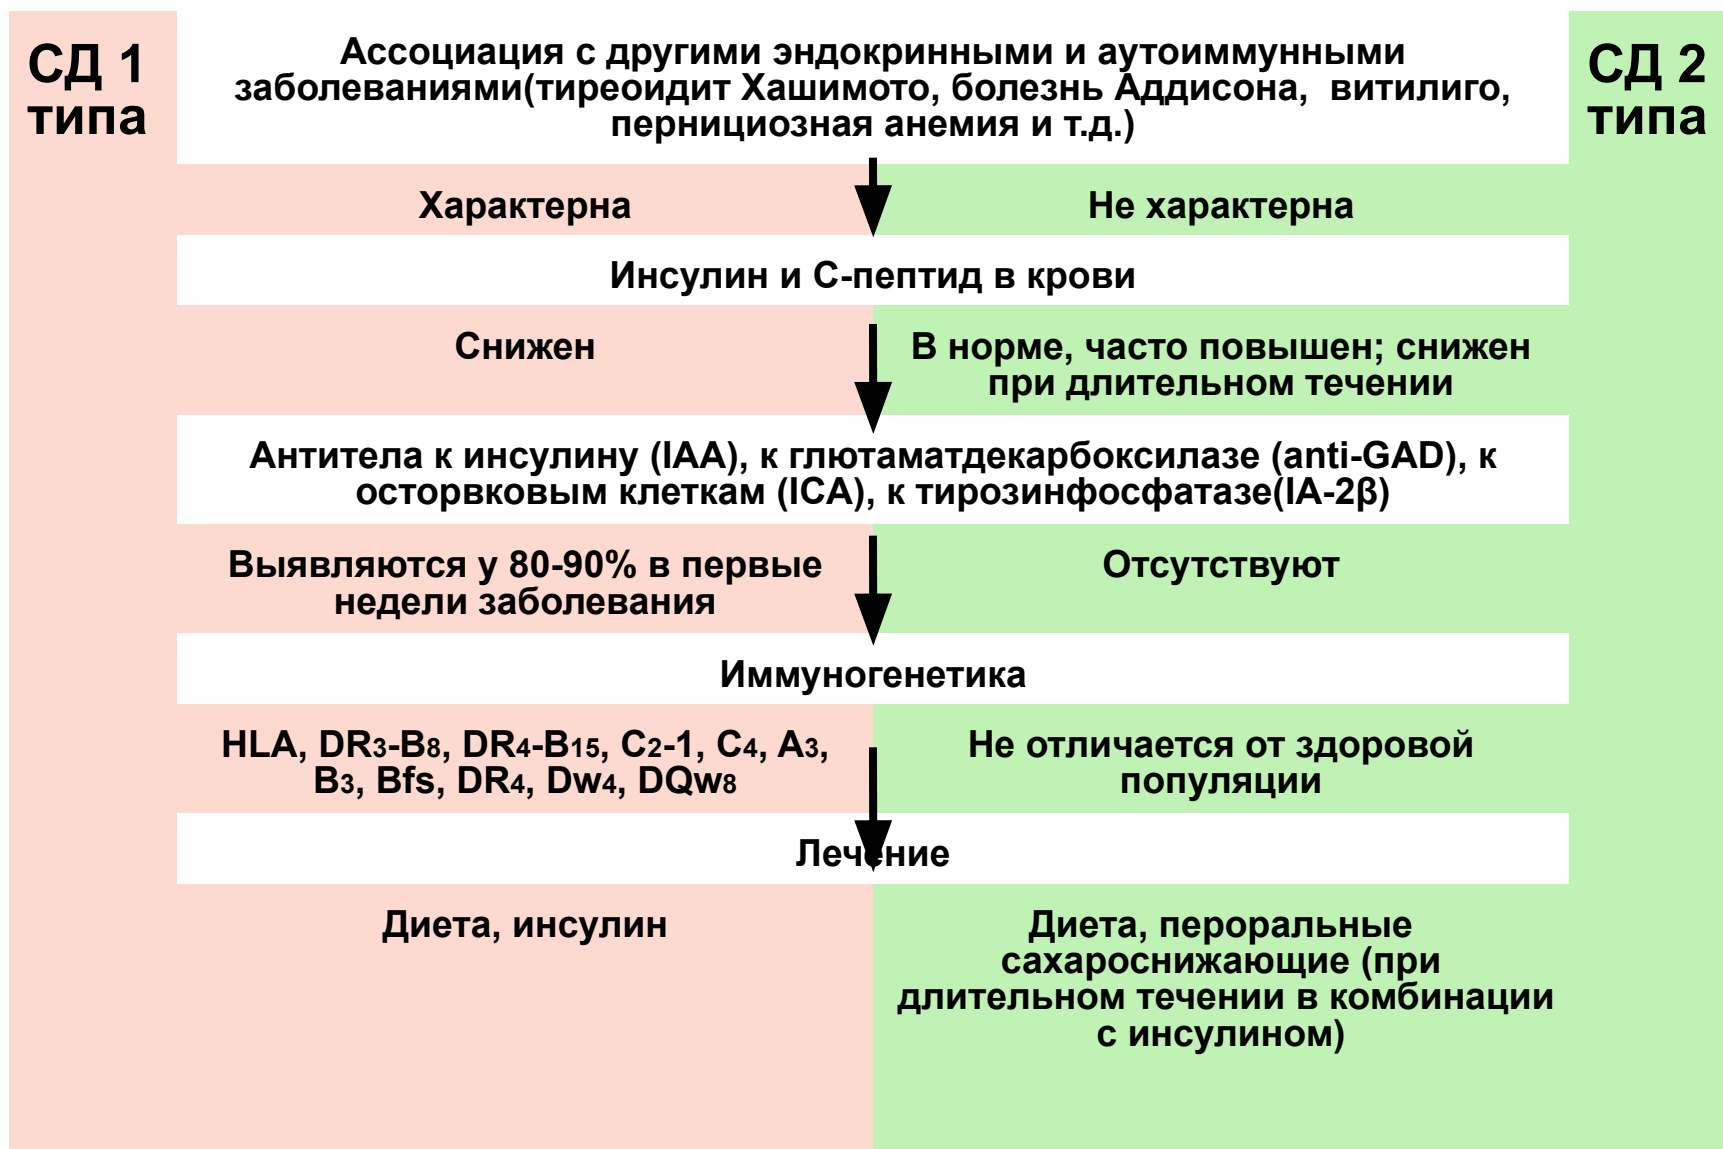 СД 1
типа
Ассоциация с другими эндокринными и аутоиммунными
заболеваниями(тиреоидит Хашимото, болезнь Аддисона,  витилиго,
пернициозная анемия и т.д.)
СД 2
типа
Характерна
Не характерна
Инсулин и С-пептид в крови
Снижен
В норме, часто повышен; снижен
при длительном течении
Антитела к инсулину (IAA), к глютаматдекарбоксилазе (anti-GAD), к
осторвковым клеткам (ICA), к тирозинфосфатазе(IA-2β)
Выявляются у 80-90% в первые
недели заболевания
Отсутствуют
Иммуногенетика
HLA, DR3-B8, DR4-B15, C2-1, C4, A3,
B3, Bfs, DR4, Dw4, DQw8
Не отличается от здоровой
популяции
Лечение
Диета, инсулин
Диета, пероральные
сахароснижающие (при
длительном течении в комбинации
с инсулином)